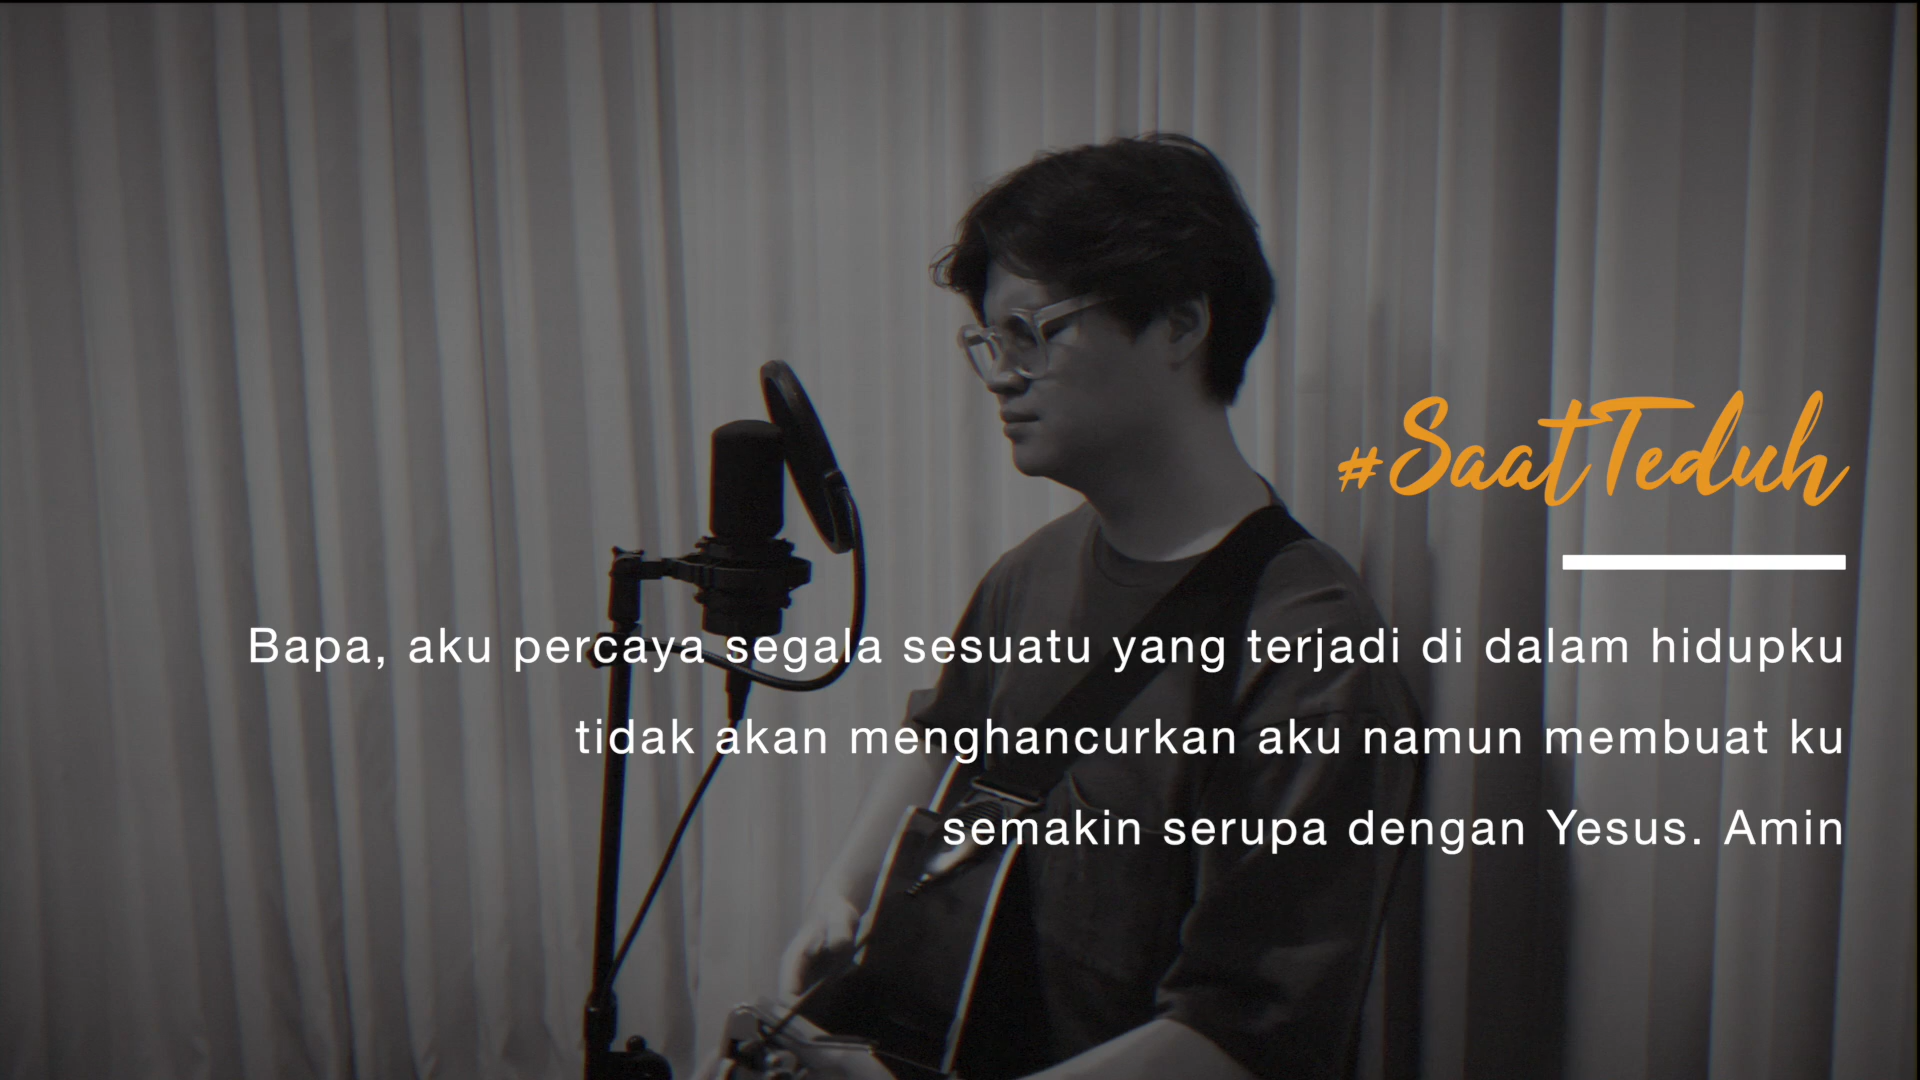 #SaatTeduh
Bapa, aku percaya segala sesuatu yang terjadi di dalam hidupku
tidak akan menghancurkan aku namun membuat ku
semakin serupa dengan Yesus. Amin